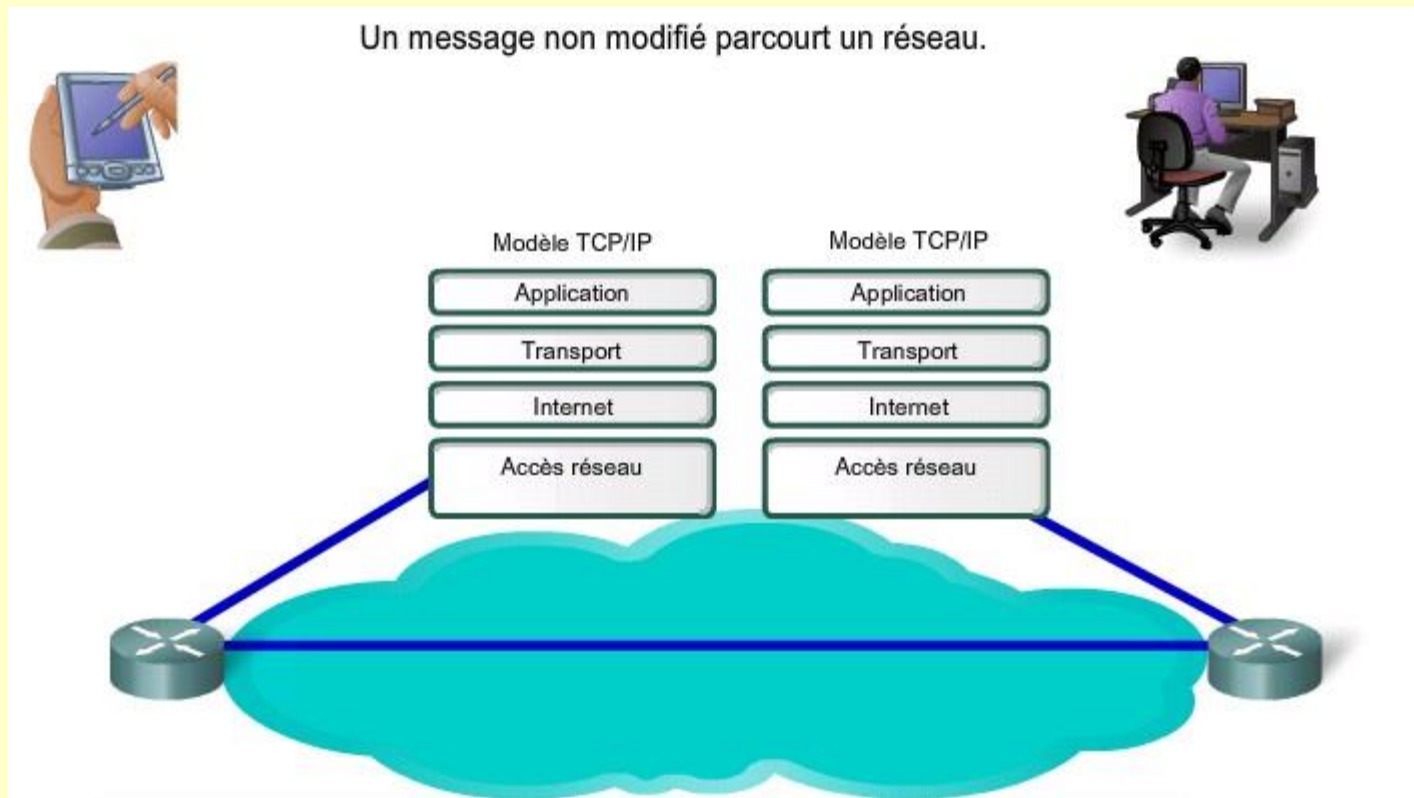 Un message non modifié parcourt un réseau.
Modèle TCP/IP
Application
Transport
Internet
Accès réseau
Modèle TCP/IP
Application
Transport
Internet
Accès réseau